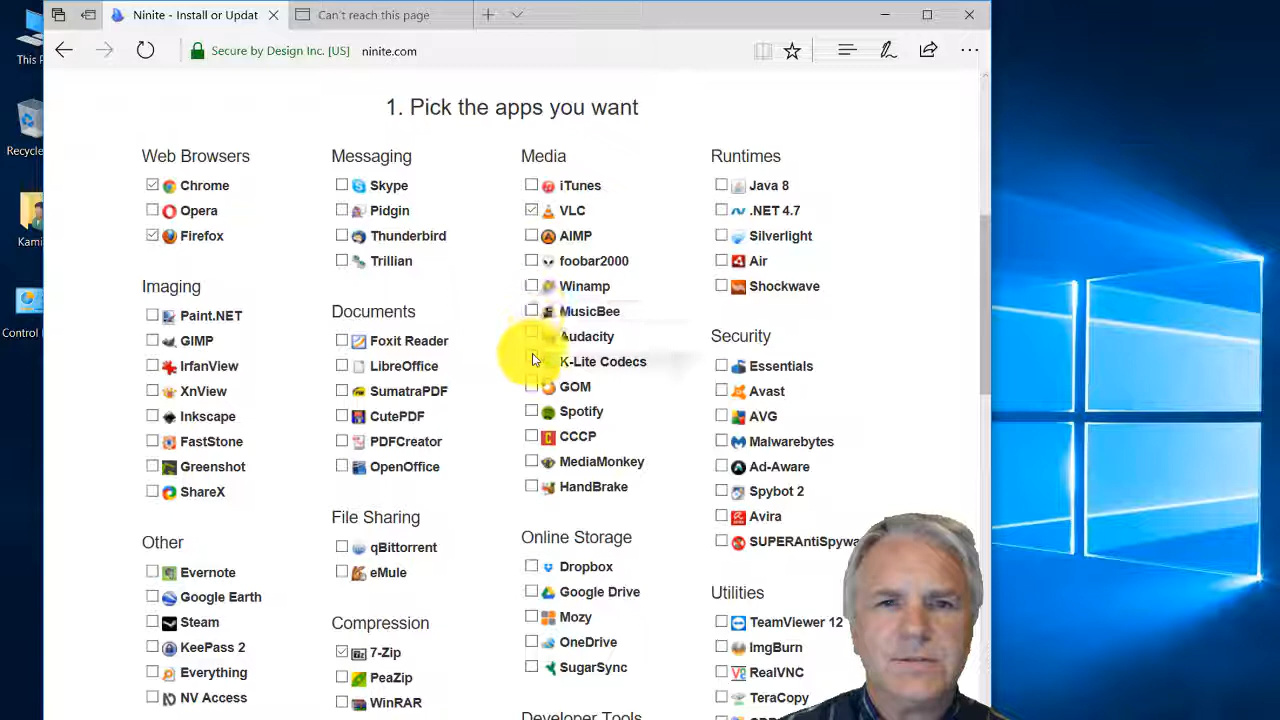 Ninite - Install or Updat
Can't reach this page
Secure by Design Inc. [US]
ninite.com
This P
Recycle
Kami
Control
1. Pick the apps you want
Web Browsers
Chrome
Opera
Firefox
Imaging
Paint.NET
GIMP
IrfanView
XnView
Inkscape
FastStone
Greenshot
ShareX
Other
Evernote
Google Earth
Steam
KeePass 2
Everything
NV Access
Messaging
Skype
Pidgin
Thunderbird
Trillian
Documents
Foxit Reader
LibreOffice
SumatraPDF
CutePDF
PDFCreator
OpenOffice
File Sharing
qBittorrent
eMule
Compression
7-Zip
PeaZip
WinRAR
Media
iTunes
VLC
AIMP
foobar2000
Winamp
MusicBee
Audacity
K-Lite Codecs
GOM
Spotify
CCCP
MediaMonkey
HandBrake
Online Storage
Dropbox
Google Drive
Mozy
OneDrive
SugarSync
Developer Tools
Runtimes
Java 8
.NET 4.7
Silverlight
Air
Shockwave
Security
Essentials
Avast
AVG
Malwarebytes
Ad-Aware
Spybot 2
Avira
SUPERAntiSpywa
Utilities
TeamViewer 12
ImgBurn
RealVNC
TeraCopy